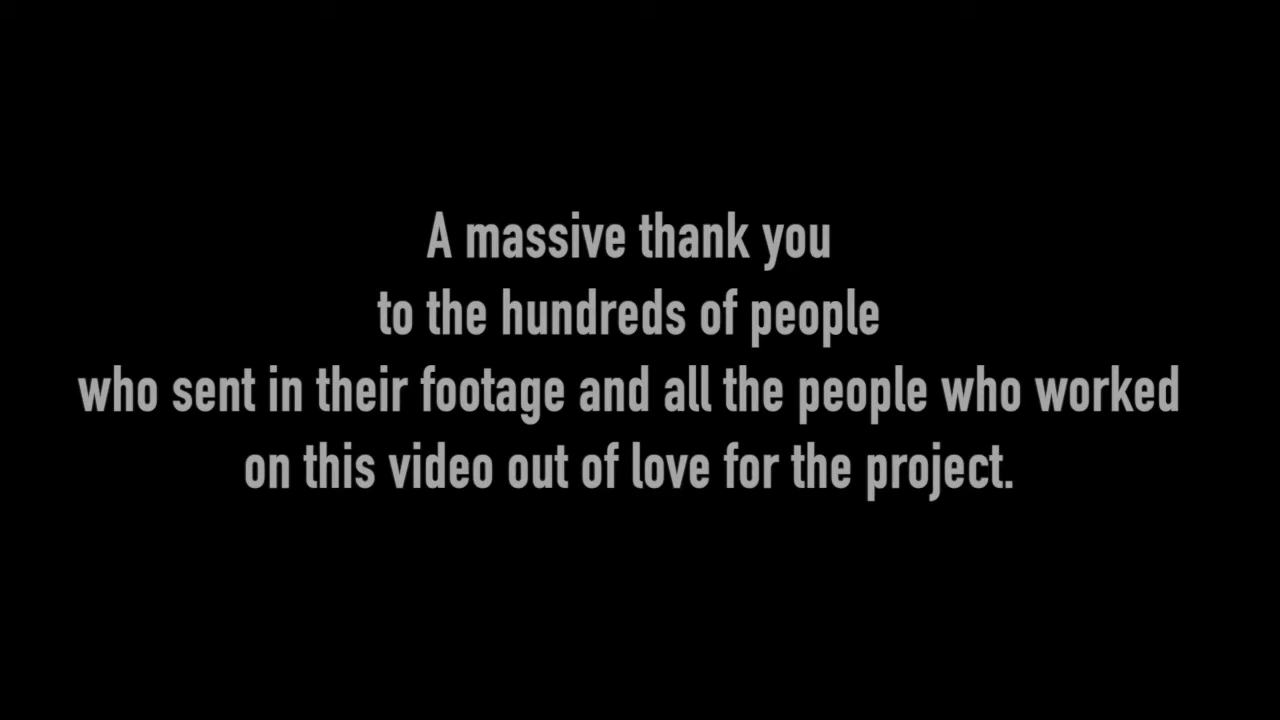 A massive thank you
to the hundreds of people
who sent in their footage and all the people who worked
on this video out of love for the project.